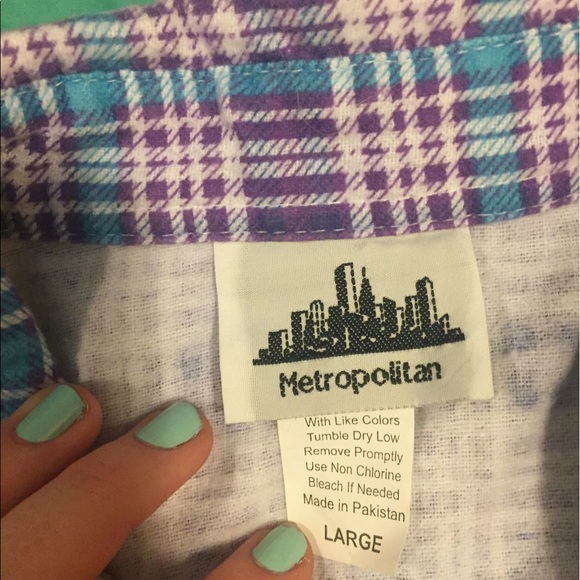 Metropolitan
With Like Colors
Tumble Dry Low
Remove Promptly
Use Non Chlorine
Bleach If Needed
Made in Pakistan
LARGE